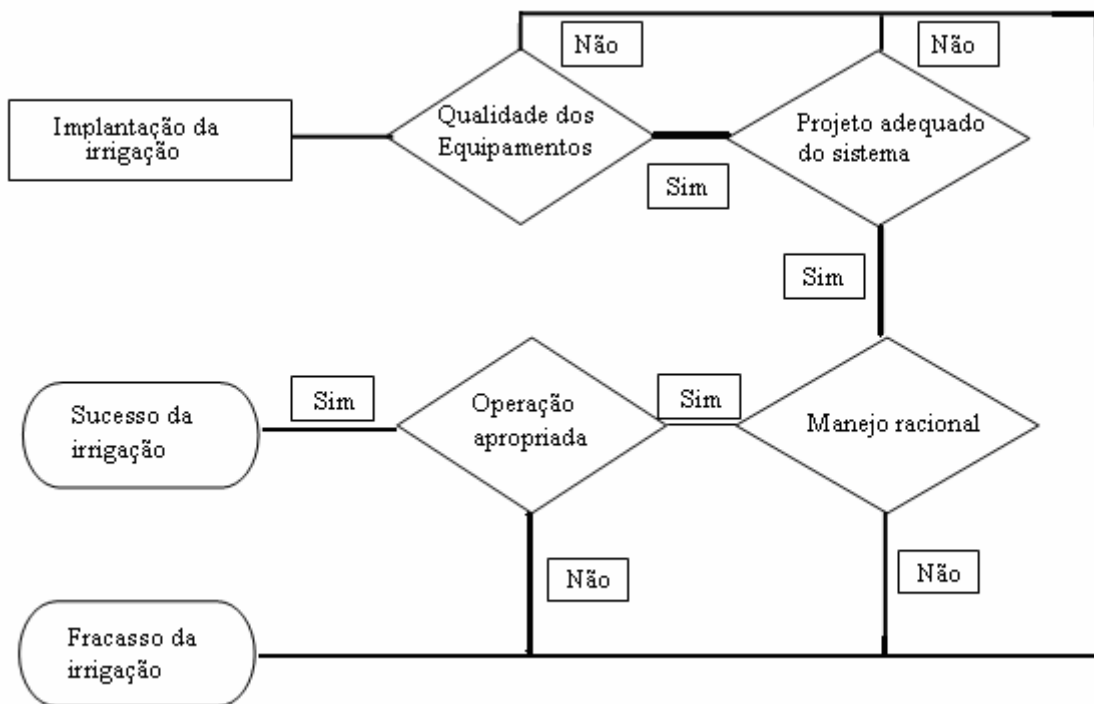 Não
Não
Implantação da
irrigação
Qualidade dos
Equipamentos
Sim
Projeto adequado
do sistema
Sim
Sucesso da
irrigação
Sim
Operação
apropriada
Sim
Manejo racional
Não
Não
Fracasso da
irrigação